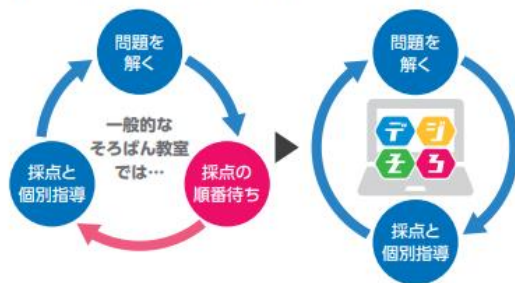 問題を
解く
一般的な
そろばん教室
では…
採点と
個別指導
採点の
順番待ち
問題を
解く
デジ
そろ
採点と
個別指導